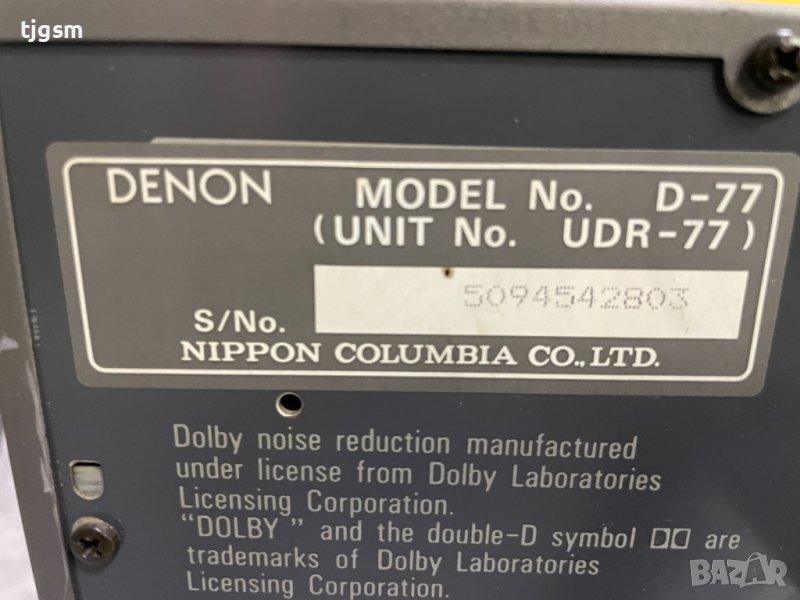 tjgsm
DENON MODEL No. D-77
(UNIT No. UDR-77)
5094542803
S/No.
NIPPON COLUMBIA CO., LTD.
Dolby noise reduction manufactured
under license from Dolby Laboratories
Licensing Corporation.
"DOLBY" and the double-D symbol are
trademarks of Dolby Laboratories
Licensing Corporation.
BAZAR